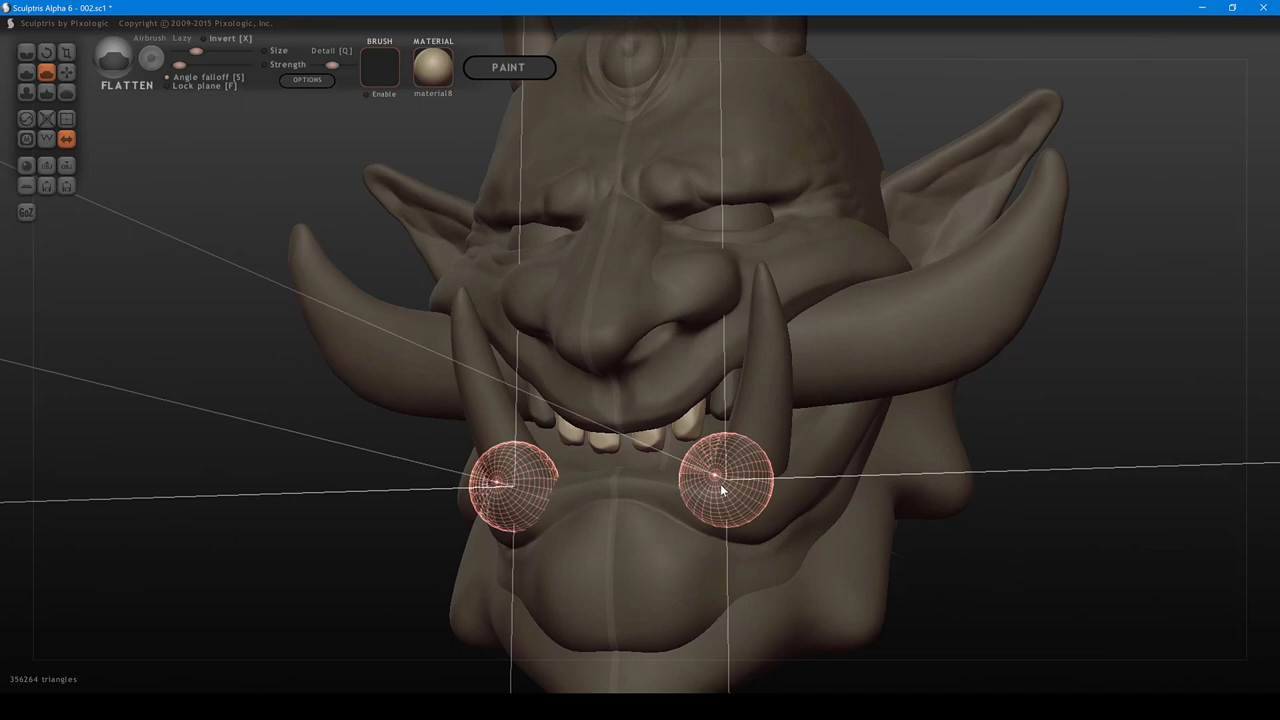 Sculptris Alpha 6 - 002.sc1 *
Sculptris by Pixologic Copyright © 2009-2015 Pixologic, Inc.
Airbrush Lazy Invert [X]
Size Detail [Q]
Strength
Angle falloff [S]
Lock plane [F]
FLATTEN
OPTIONS
BRUSH
Enable
MATERIAL
material8
PAINT
GoZ
356264 triangles